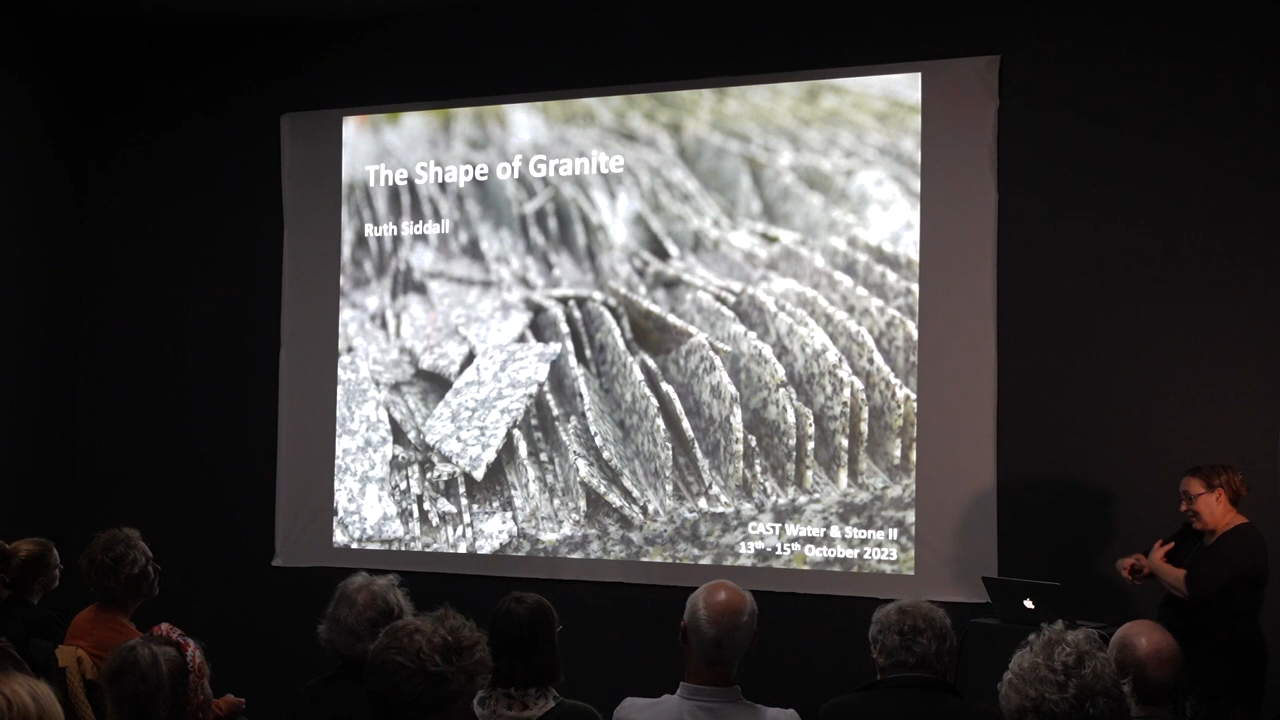 The Shape of Granite
Ruth Siddall
CAST Water & Stone II
13th - 15th October 2023